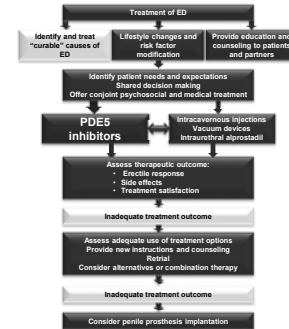 Treatment of ED
Identify and treat
“curable” causes of
ED
Lifestyle changes and
risk factor
modification
Provide education and
counseling to patients
and partners
Identify patient needs and expectations
Shared decision making
Offer conjoint psychosocial and medical treatment
PDE5
inhibitors
Intracavernous injections
Vacuum devices
Intraurethral alprostadil
Assess therapeutic outcome:
• Erectile response
• Side effects
• Treatment satisfaction
Inadequate treatment outcome
Assess adequate use of treatment options
Provide new instructions and counseling
Retrial
Consider alternatives or combination therapy
Inadequate treatment outcome
Consider penile prosthesis implantation